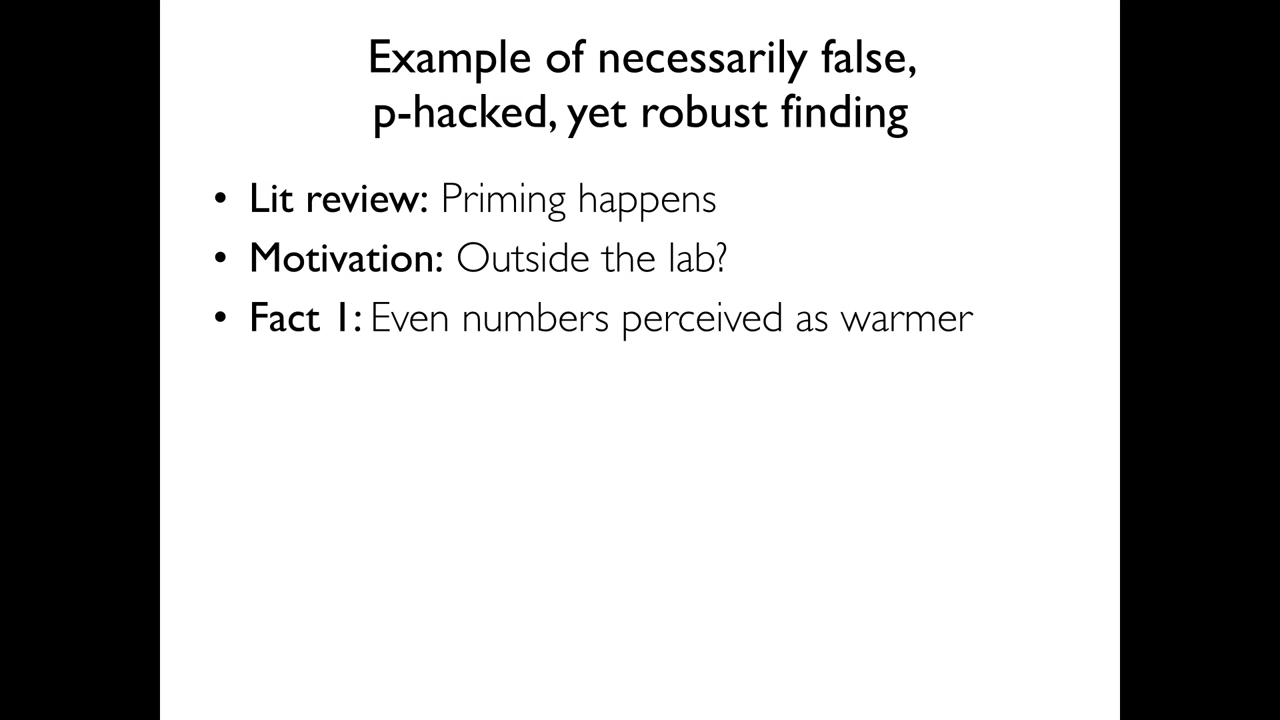 Example of necessarily false,
p-hacked, yet robust finding
• Lit review: Priming happens
• Motivation: Outside the lab?
• Fact 1: Even numbers perceived as warmer